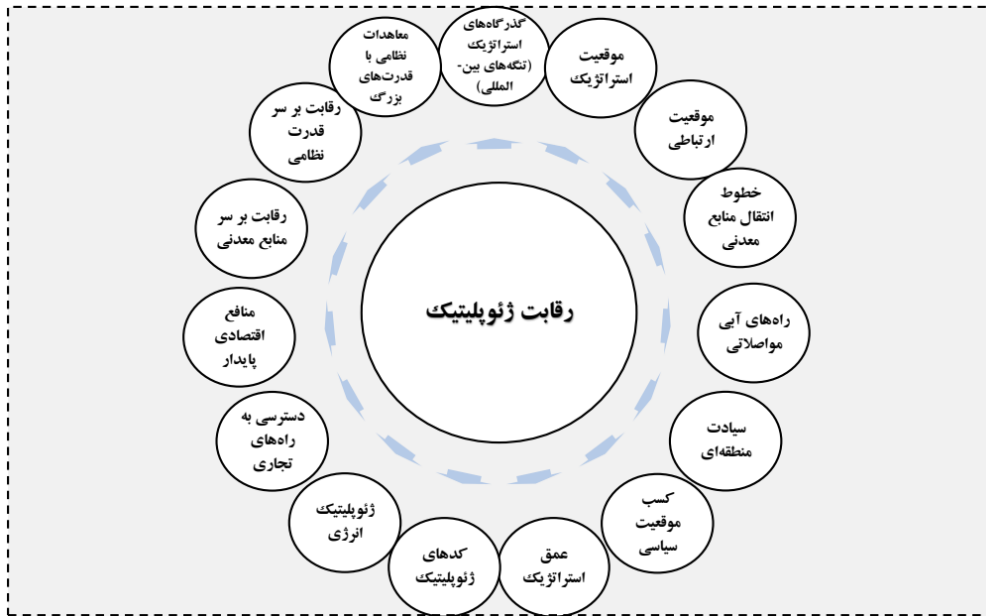 گذرگاه‌های
استراتژیک
(تنگه‌های بین-
المللی)
موقعیت
استراتژیک
موقعیت
ارتباطی
خطوط
انتقال منابع
معدنی
راه‌های آبی
مواصلاتی
سیادت
منطقه‌ای
کسب
موقعیت
سیاسی
عمق
استراتژیک
کدهای
ژئوپلیتیک
ژئوپلیتیک
انرژی
دسترسی به
راه‌های
تجاری
منافع
اقتصادی
پایدار
رقابت بر سر
منابع معدنی
رقابت بر سر
قدرت
نظامی
معاهدات
نظامی با
قدرت‌های
بزرگ
رقابت ژئوپلیتیک